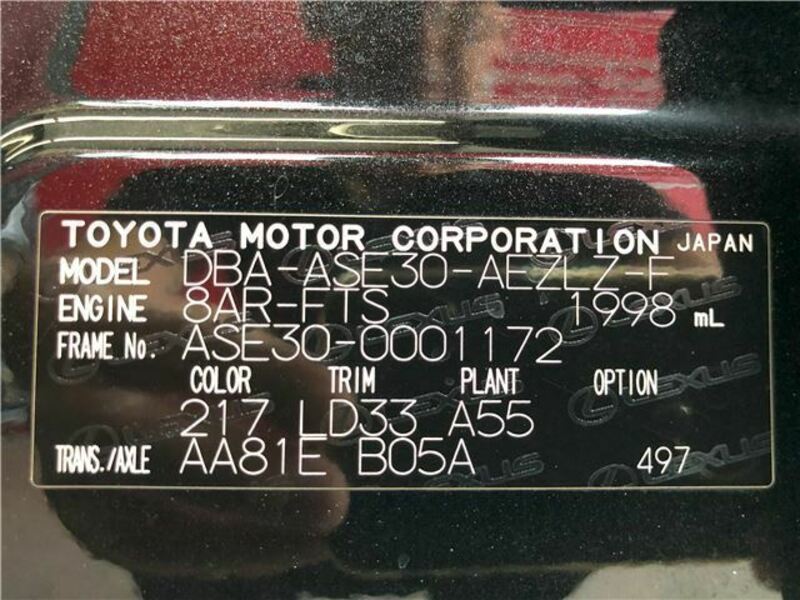 TOYOTA MOTOR CORPORATION JAPAN
MODEL DBA-ASE30-AEZLZ-F
ENGINE 8AR-FTS 1998 mL
FRAME No. ASE30-0001172
COLOR TRIM PLANT OPTION
217 LD33 A55
TRANS./AXLE AA81E B05A 497
LEXUS